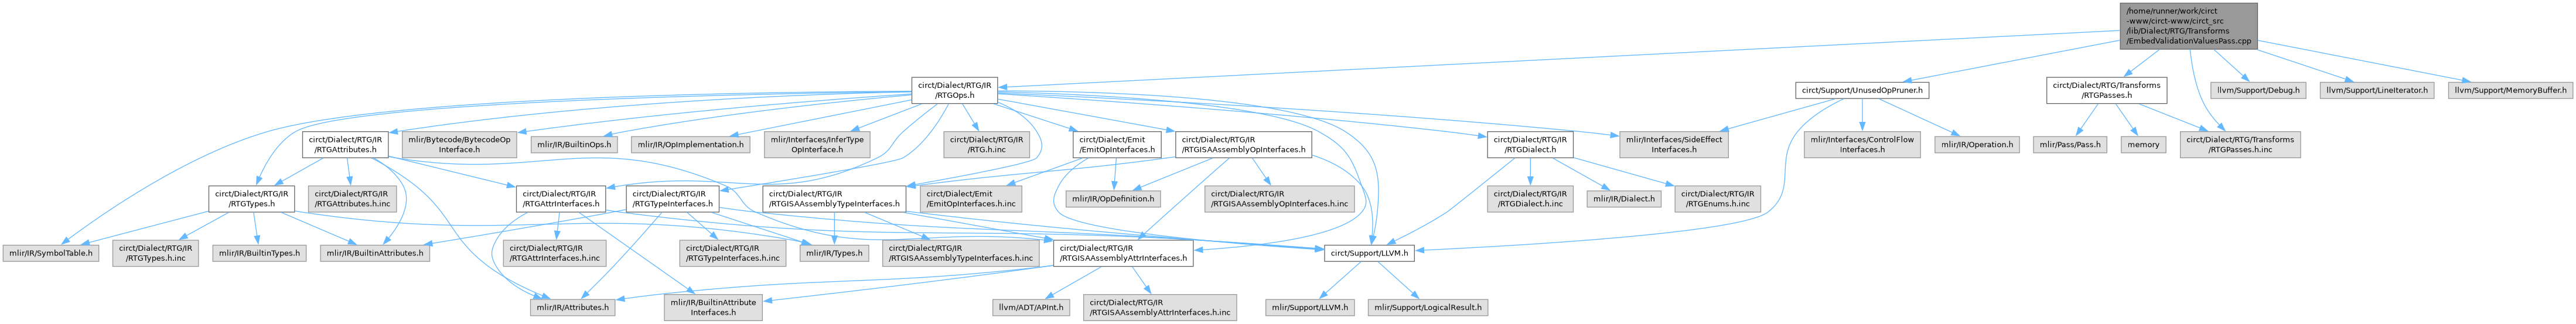 /home/runner/work/circt
-www/circt-www/circt_src
/lib/Dialect/RTG/Transforms
/EmbedValidationValuesPass.cpp
circt/Dialect/RTG/IR
/RTGOps.h
circt/Support/UnusedOpPruner.h
circt/Dialect/RTG/Transforms
/RTGPasses.h
llvm/Support/Debug.h
llvm/Support/LineIterator.h
llvm/Support/MemoryBuffer.h
circt/Dialect/RTG/IR
/RTGAttributes.h
mlir/Bytecode/BytecodeOp
Interface.h
mlir/IR/BuiltinOps.h
mlir/IR/OpImplementation.h
mlir/Interfaces/InferType
OpInterface.h
circt/Dialect/RTG/IR
/RTG.h.inc
circt/Dialect/Emit
/EmitOpInterfaces.h
circt/Dialect/RTG/IR
/RTGISAAssemblyOpInterfaces.h
circt/Dialect/RTG/IR
/RTGDialect.h
mlir/Interfaces/SideEffect
Interfaces.h
mlir/Interfaces/ControlFlow
Interfaces.h
mlir/IR/Operation.h
mlir/Pass/Pass.h
memory
circt/Dialect/RTG/Transforms
/RTGPasses.h.inc
circt/Dialect/RTG/IR
/RTGTypes.h
circt/Dialect/RTG/IR
/RTGAttributes.h.inc
circt/Dialect/RTG/IR
/RTGAttrInterfaces.h
circt/Dialect/RTG/IR
/RTGTypeInterfaces.h
circt/Dialect/RTG/IR
/RTGISAAssemblyTypeInterfaces.h
circt/Dialect/Emit
/EmitOpInterfaces.h.inc
mlir/IR/OpDefinition.h
circt/Dialect/RTG/IR
/RTGISAAssemblyOpInterfaces.h.inc
circt/Dialect/RTG/IR
/RTGDialect.h.inc
mlir/IR/Dialect.h
circt/Dialect/RTG/IR
/RTGEnums.h.inc
mlir/IR/SymbolTable.h
circt/Dialect/RTG/IR
/RTGTypes.h.inc
mlir/IR/BuiltinTypes.h
mlir/IR/BuiltinAttributes.h
circt/Dialect/RTG/IR
/RTGAttrInterfaces.h.inc
circt/Dialect/RTG/IR
/RTGTypeInterfaces.h.inc
mlir/IR/Types.h
circt/Dialect/RTG/IR
/RTGISAAssemblyTypeInterfaces.h.inc
circt/Dialect/RTG/IR
/RTGISAAssemblyAttrInterfaces.h
circt/Support/LLVM.h
mlir/IR/Attributes.h
mlir/IR/BuiltinAttribute
Interfaces.h
llvm/ADT/APInt.h
circt/Dialect/RTG/IR
/RTGISAAssemblyAttrInterfaces.h.inc
mlir/Support/LLVM.h
mlir/Support/LogicalResult.h